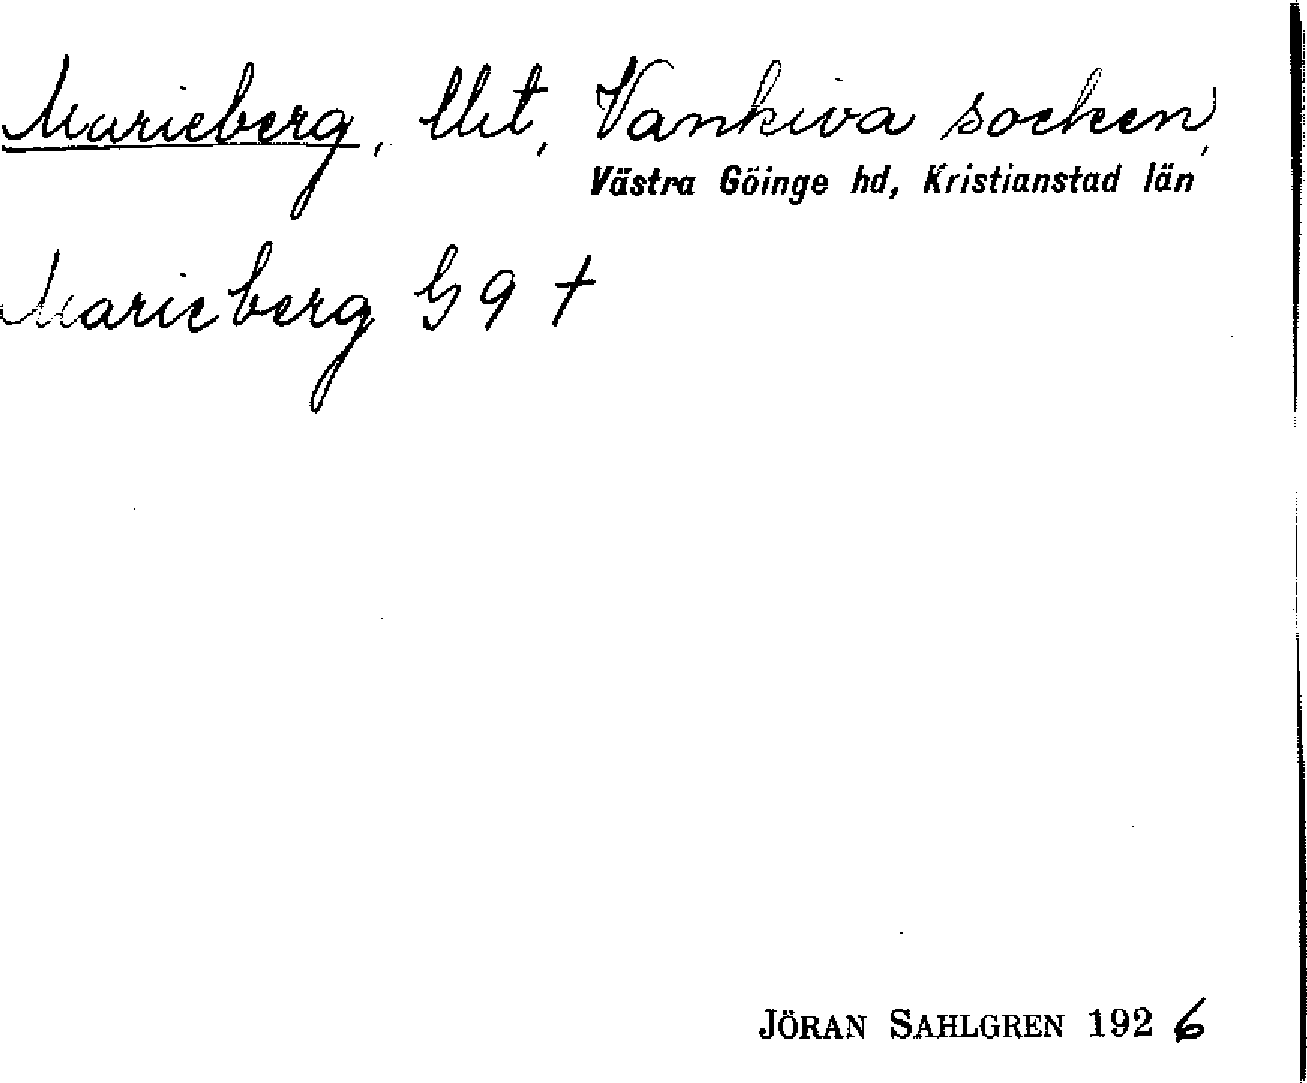 Marieberg, lht, Vankiva socken,
Västra Göinge hd, Kristianstad län
Marieberg G9 +
JÖRAN SAHLGREN 1926